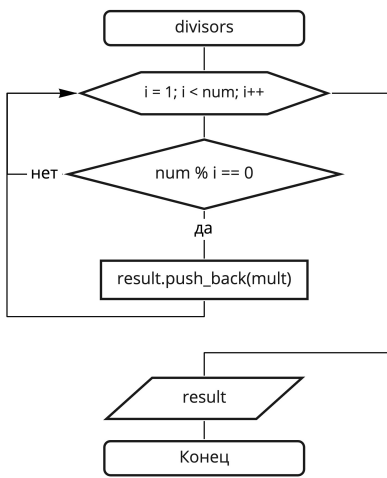 divisors
i = 1; i < num; i++
num % i == 0
нет
да
result.push_back(mult)
result
Конец